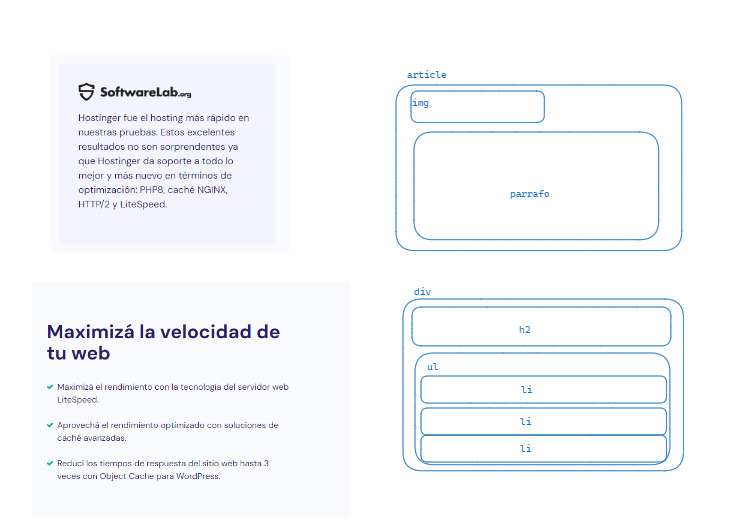 SoftwareLab.org
Hostinger fue el hosting más rápido en
nuestras pruebas. Estos excelentes
resultados no son sorprendentes ya
que Hostinger da soporte a todo lo
mejor y más nuevo en términos de
optimización: PHP8, caché NGINX,
HTTP/2 y LiteSpeed.
article
img
parrafo
Maximizá la velocidad de
tu web
Maximizá el rendimiento con la tecnología del servidor web
LiteSpeed.
Aprovechá el rendimiento optimizado con soluciones de
caché avanzadas.
Reducí los tiempos de respuesta del sitio web hasta 3
veces con Object Cache para WordPress.
div
h2
ul
li
li
li